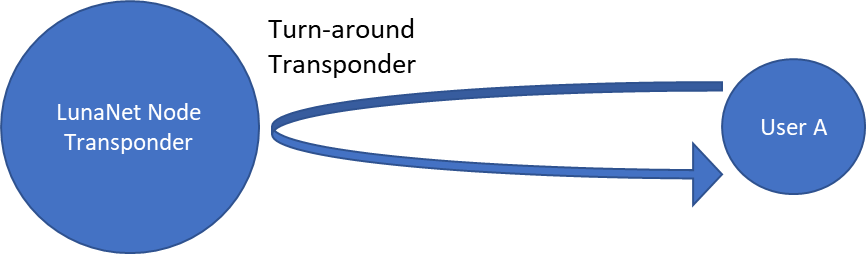 Turn-around
Transponder
LunaNet Node
Transponder
User A